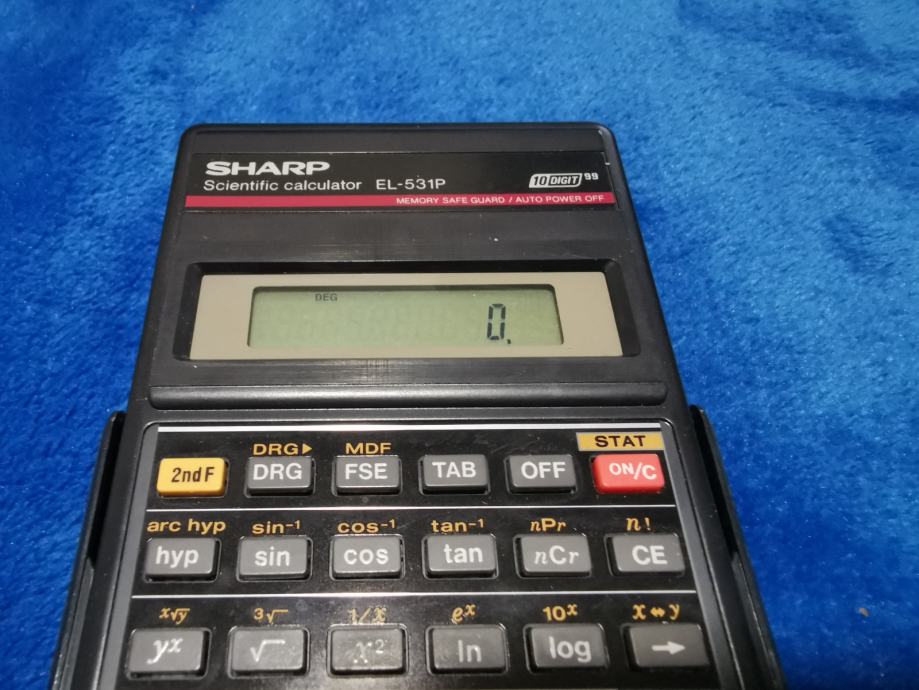 SHARP
Scientific calculator EL-531P
10 DIGIT 99
MEMORY SAFE GUARD / AUTO POWER OFF
DEG
0.
DRG▶ MDF STAT
2ndF DRG FSE TAB OFF ON/C
arc hyp sin⁻¹ cos⁻¹ tan⁻¹ nPr n!
hyp sin cos tan nCr CE
ˣ√y ³√ 1/x eˣ 10ˣ x↔y
yˣ √ x² ln log →